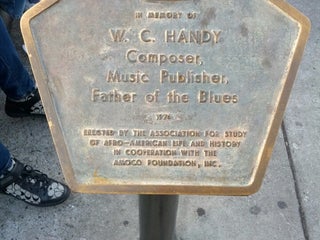 IN MEMORY OF
W. C. HANDY
Composer,
Music Publisher,
Father of the Blues
1976
ERECTED BY THE ASSOCIATION FOR STUDY
OF AFRO-AMERICAN LIFE AND HISTORY
IN COOPERATION WITH THE
AMOCO FOUNDATION, INC.